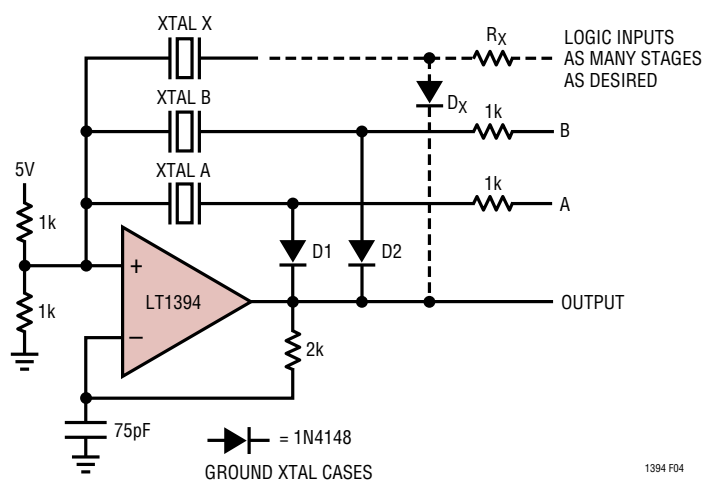 XTAL X
R_X
LOGIC INPUTS
AS MANY STAGES
AS DESIRED
D_X
XTAL B
1k
B
XTAL A
1k
A
5V
1k
D1
D2
+
LT1394
OUTPUT
1k
–
2k
75pF
= 1N4148
GROUND XTAL CASES
1394 F04